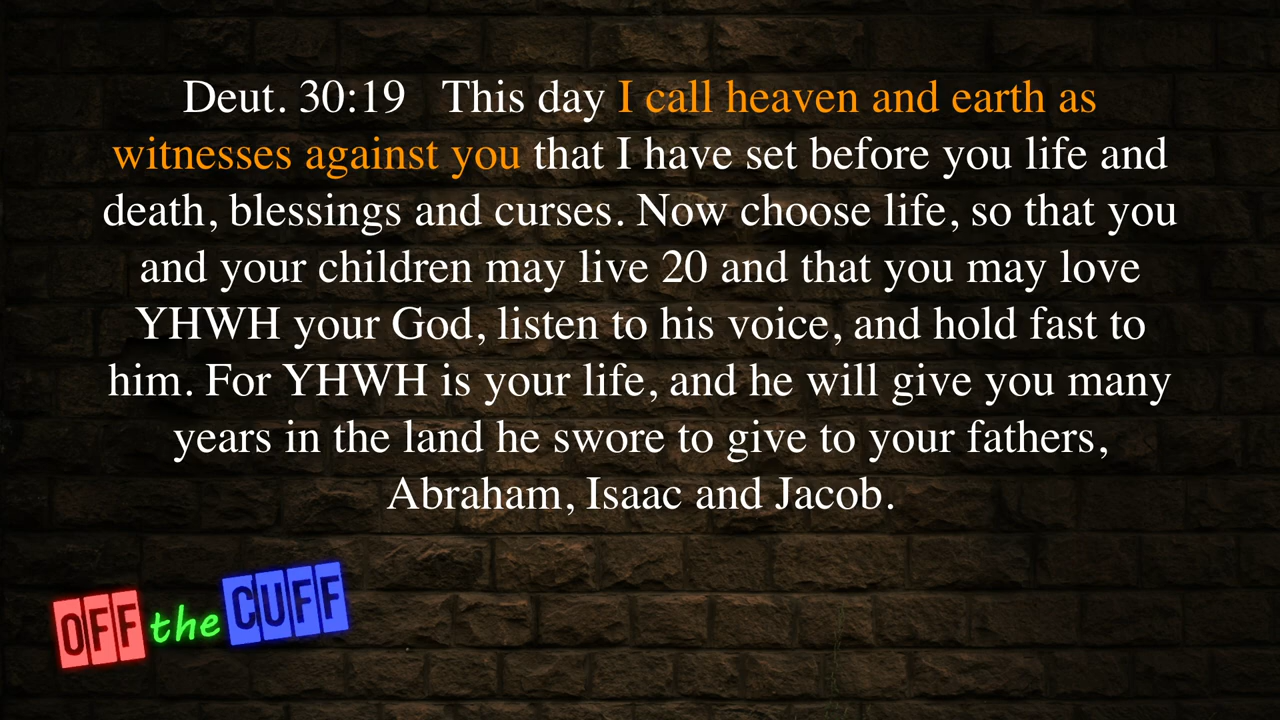 Deut. 30:19 This day I call heaven and earth as
witnesses against you that I have set before you life and
death, blessings and curses. Now choose life, so that you
and your children may live 20 and that you may love
YHWH your God, listen to his voice, and hold fast to
him. For YHWH is your life, and he will give you many
years in the land he swore to give to your fathers,
Abraham, Isaac and Jacob.
OFF the CUFF